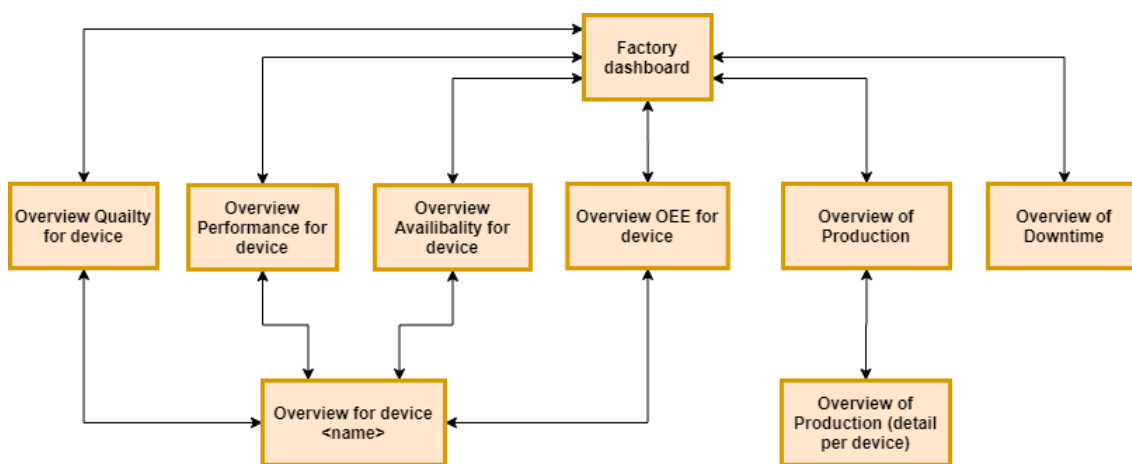 Factory
dashboard
Overview Quailty
for device
Overview
Performance for
device
Overview
Availibality for
device
Overview OEE for
device
Overview of
Production
Overview of
Downtime
Overview for device
<name>
Overview of
Production (detail
per device)